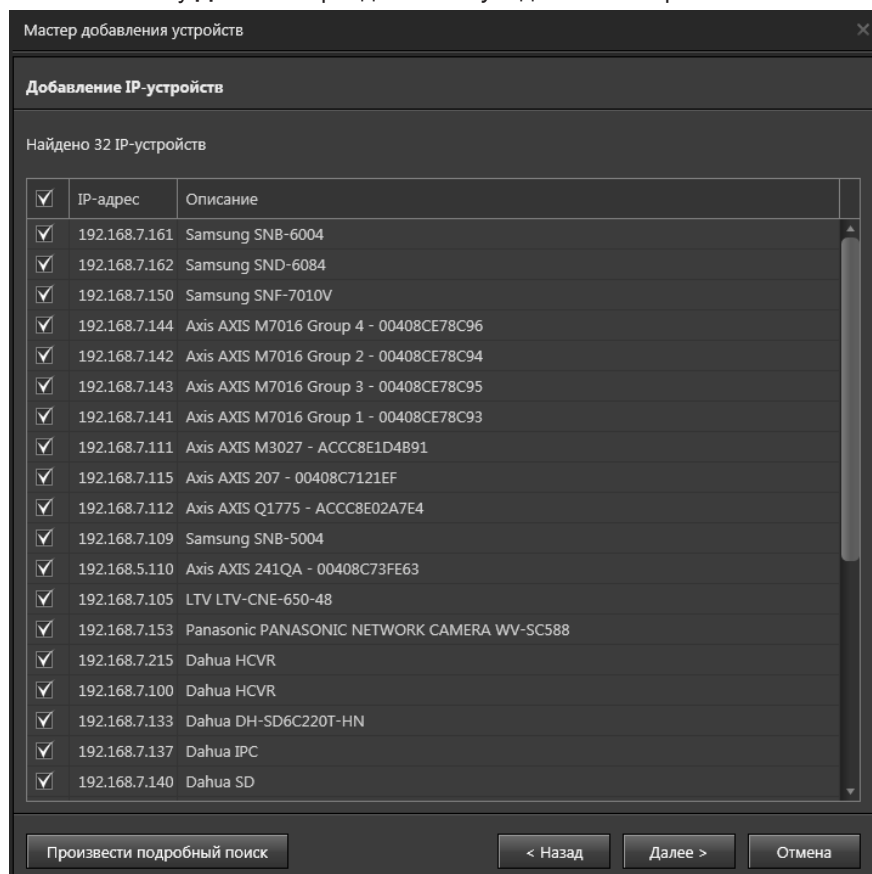 Мастер добавления устройств
Добавление IP-устройств
Найдено 32 IP-устройств
IP-адрес Описание
192.168.7.161 Samsung SNB-6004
192.168.7.162 Samsung SND-6084
192.168.7.150 Samsung SNF-7010V
192.168.7.144 Axis AXIS M7016 Group 4 - 00408CE78C96
192.168.7.142 Axis AXIS M7016 Group 2 - 00408CE78C94
192.168.7.143 Axis AXIS M7016 Group 3 - 00408CE78C95
192.168.7.141 Axis AXIS M7016 Group 1 - 00408CE78C93
192.168.7.111 Axis AXIS M3027 - ACCC8E1D4B91
192.168.7.115 Axis AXIS 207 - 00408C7121EF
192.168.7.112 Axis AXIS Q1775 - ACCC8E02A7E4
192.168.7.109 Samsung SNB-5004
192.168.5.110 Axis AXIS 241QA - 00408C73FE63
192.168.7.105 LTV LTV-CNE-650-48
192.168.7.153 Panasonic PANASONIC NETWORK CAMERA WV-SC588
192.168.7.215 Dahua HCVR
192.168.7.100 Dahua HCVR
192.168.7.133 Dahua DH-SD6C220T-HN
192.168.7.137 Dahua IPC
192.168.7.140 Dahua SD
Произвести подробный поиск < Назад Далее > Отмена